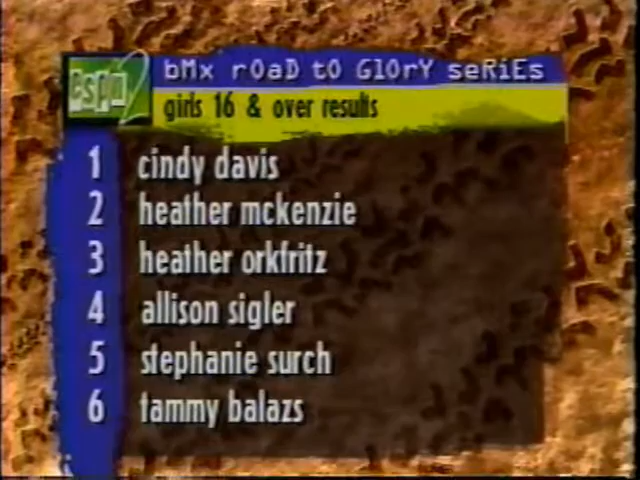 espn2
bMx rOaD tO GlOrY seRiEs
girls 16 & over results
1 cindy davis
2 heather mckenzie
3 heather orkfritz
4 allison sigler
5 stephanie surch
6 tammy balazs